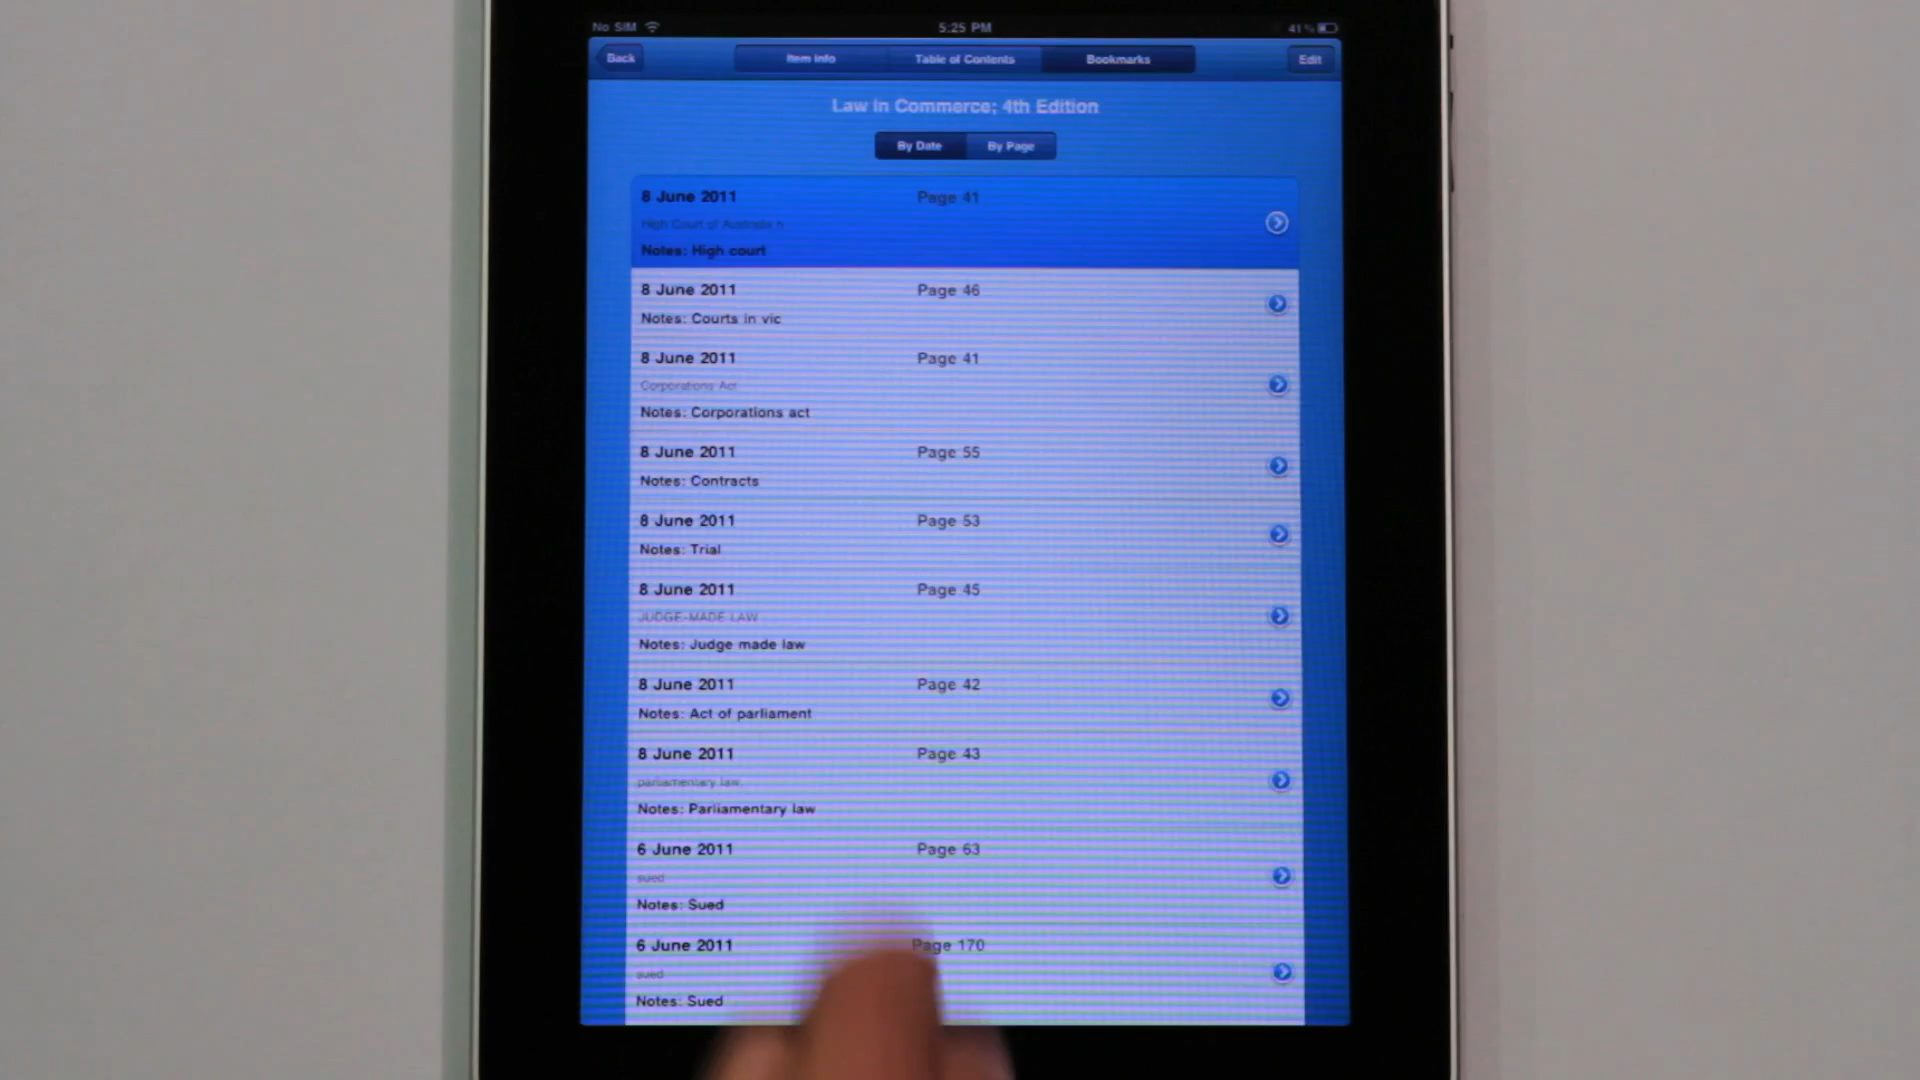 No SIM 5:25 PM 41%
Back Item Info Table of Contents Bookmarks Edit
Law in Commerce; 4th Edition
By Date By Page
8 June 2011 Page 41
High Court of Australia n
Notes: High court
8 June 2011 Page 46
Notes: Courts in vic
8 June 2011 Page 41
Corporations Act
Notes: Corporations act
8 June 2011 Page 55
Notes: Contracts
8 June 2011 Page 53
Notes: Trial
8 June 2011 Page 45
JUDGE-MADE LAW
Notes: Judge made law
8 June 2011 Page 42
Notes: Act of parliament
8 June 2011 Page 43
parliamentary law,
Notes: Parliamentary law
6 June 2011 Page 63
sued
Notes: Sued
6 June 2011 Page 170
sued
Notes: Sued